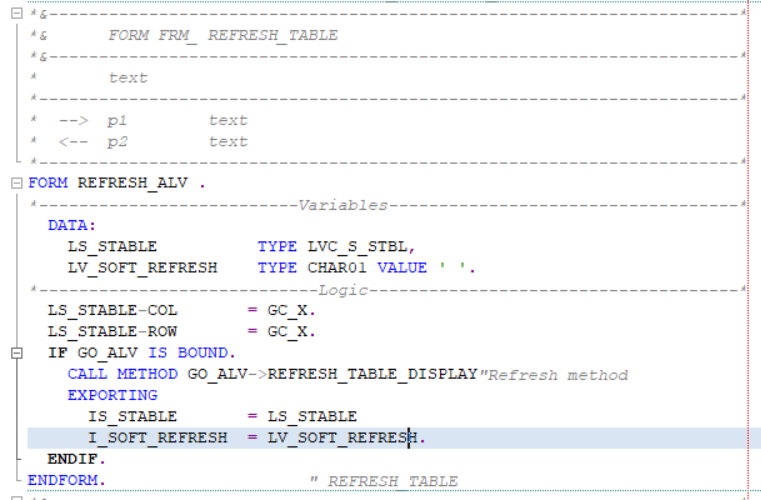 *&---------------------------------------------------------------------*
*&      FORM FRM_ REFRESH_TABLE
*&---------------------------------------------------------------------*
*       text
*----------------------------------------------------------------------*
*  -->  p1        text
*  <--  p2        text
*----------------------------------------------------------------------*
FORM REFRESH_ALV .
*--------------------------Variables-----------------------------------*
  DATA:
    LS_STABLE          TYPE LVC_S_STBL,
    LV_SOFT_REFRESH    TYPE CHAR01 VALUE ' '.
*----------------------------Logic-------------------------------------*
  LS_STABLE-COL       = GC_X.
  LS_STABLE-ROW       = GC_X.
  IF GO_ALV IS BOUND.
    CALL METHOD GO_ALV->REFRESH_TABLE_DISPLAY"Refresh method
    EXPORTING
      IS_STABLE       = LS_STABLE
      I_SOFT_REFRESH  = LV_SOFT_REFRESH.
  ENDIF.
ENDFORM.                    " REFRESH_TABLE